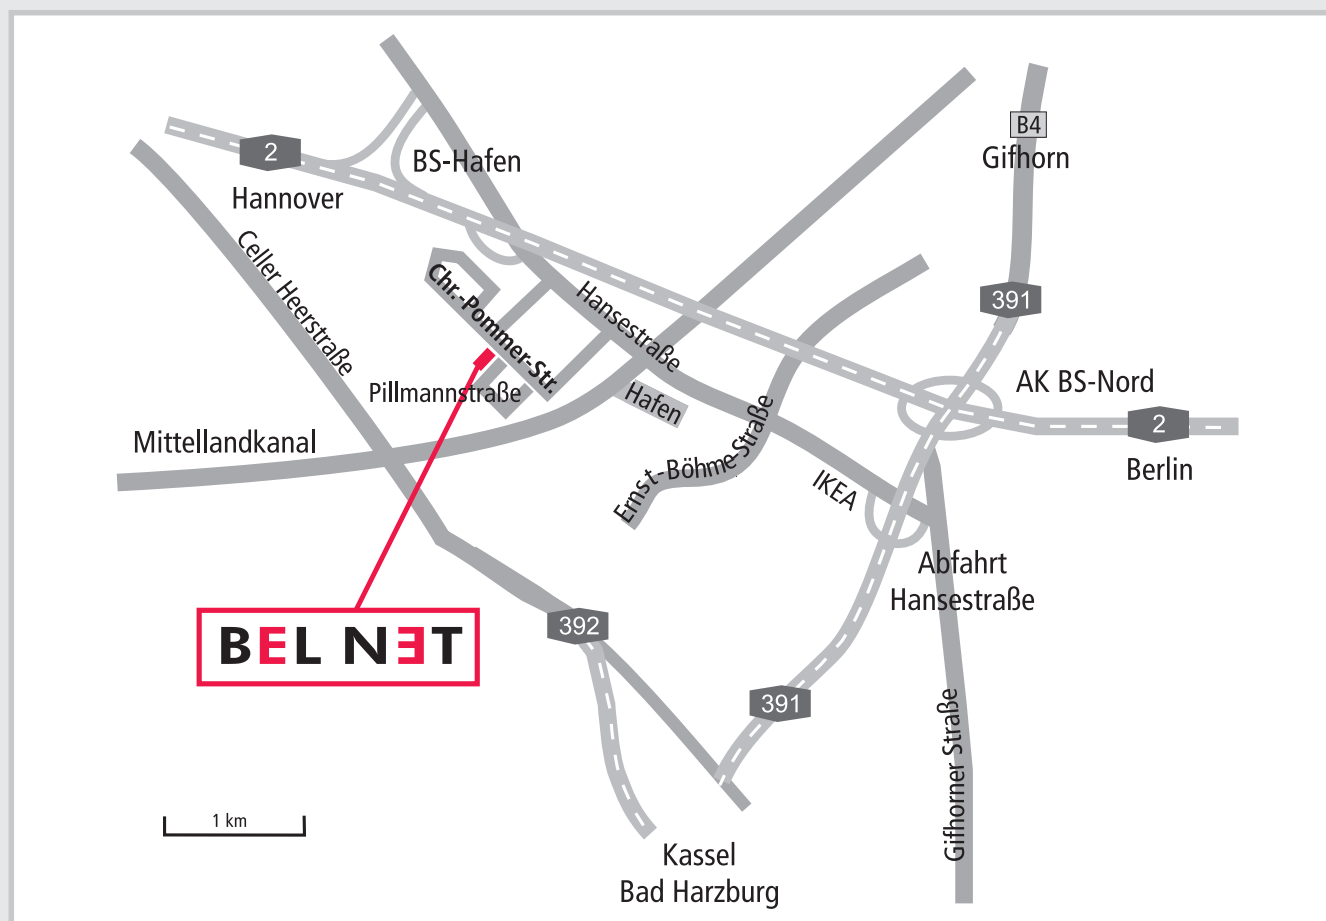 B4
Gifhorn
2
BS-Hafen
Hannover
Celler Heerstraße
Chr.-Pommer-Str.
Hansestraße
391
AK BS-Nord
Pillmannstraße
Hafen
2
Mittellandkanal
Ernst-Böhme-Straße
IKEA
Berlin
Abfahrt
Hansestraße
392
BEL NƎT
391
Gifhorner Straße
1 km
Kassel
Bad Harzburg